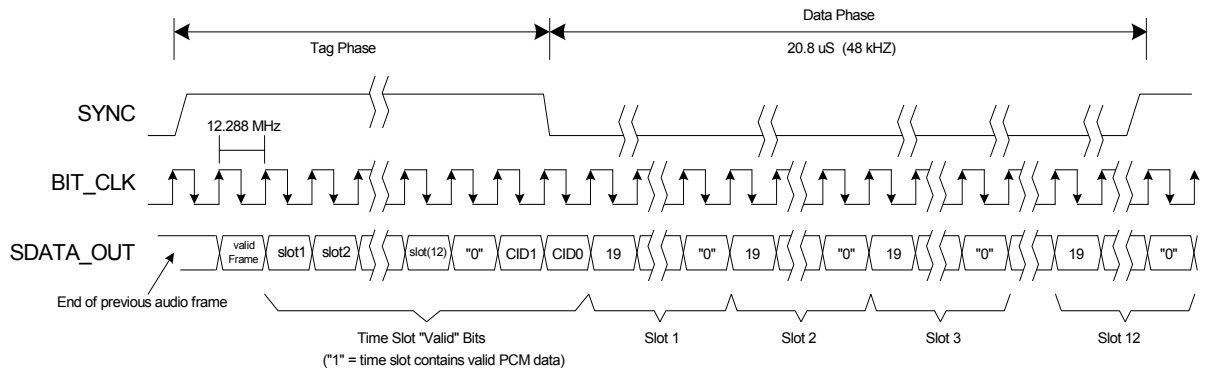 Data Phase
Tag Phase
20.8 uS (48 kHZ)
SYNC
12.288 MHz
BIT_CLK
SDATA_OUT
valid Frame
slot1
slot2
slot(12)
"0"
CID1
CID0
19
"0"
19
"0"
19
"0"
19
"0"
End of previous audio frame
Time Slot "Valid" Bits
("1" = time slot contains valid PCM data)
Slot 1
Slot 2
Slot 3
Slot 12